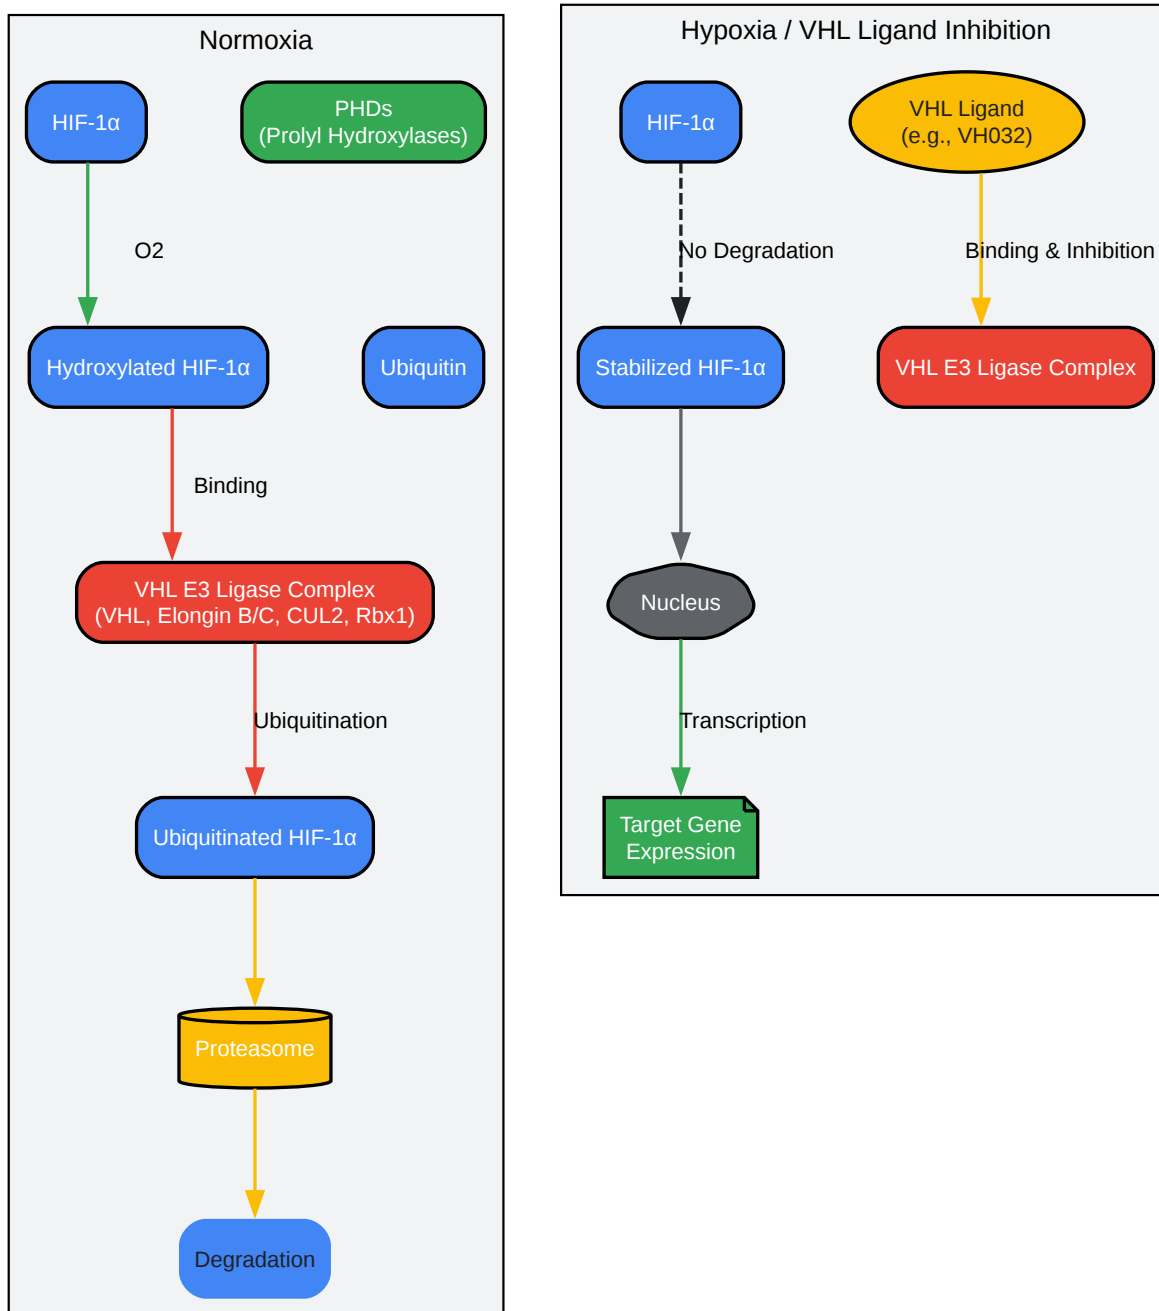 Normoxia
HIF-1α
PHDs
(Prolyl Hydroxylases)
O2
Hydroxylated HIF-1α
Ubiquitin
Binding
VHL E3 Ligase Complex
(VHL, Elongin B/C, CUL2, Rbx1)
Ubiquitination
Ubiquitinated HIF-1α
Proteasome
Degradation
Hypoxia / VHL Ligand Inhibition
HIF-1α
VHL Ligand
(e.g., VH032)
No Degradation
Binding & Inhibition
Stabilized HIF-1α
VHL E3 Ligase Complex
Nucleus
Transcription
Target Gene
Expression